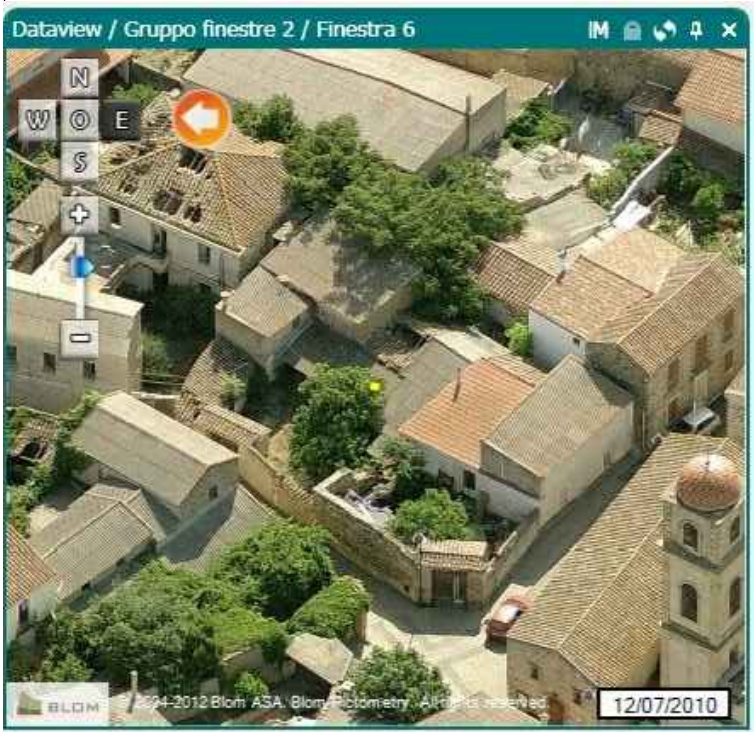 Dataview / Gruppo finestre 2 / Finestra 6
IM
N
W O E
S
BLOM
© 2004-2012 Blom ASA. Blom Pictometry. All rights reserved.
12/07/2010